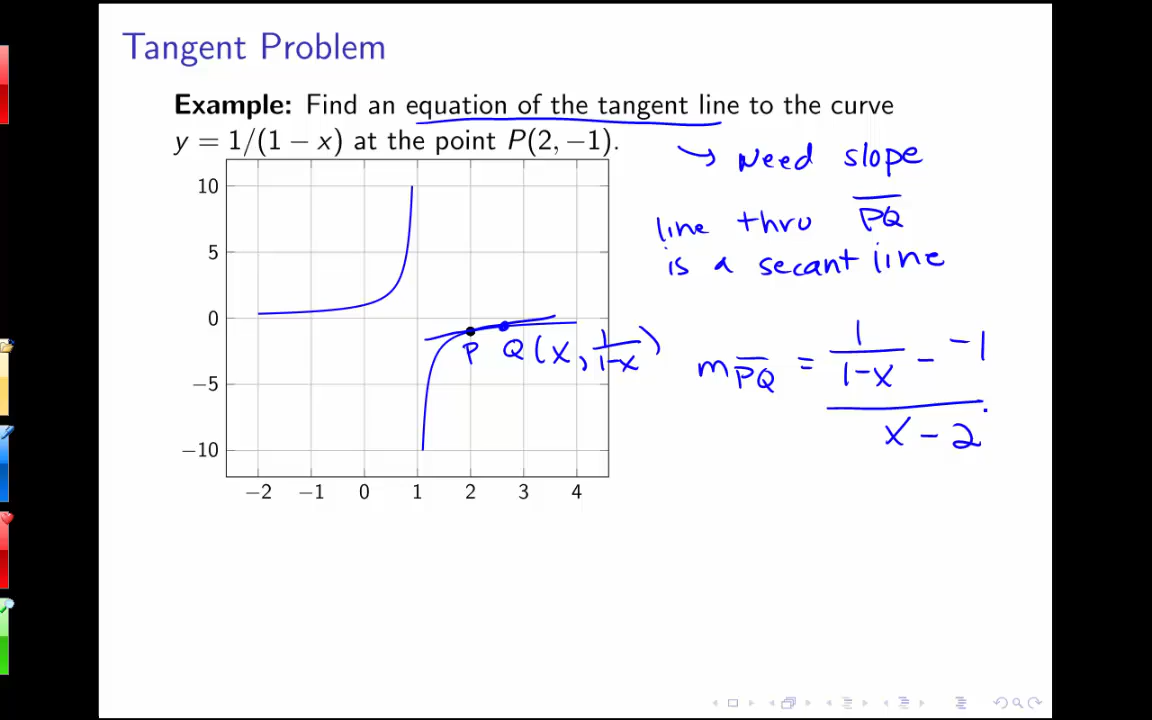 Tangent Problem
Example: Find an equation of the tangent line to the curve
y = 1/(1 − x) at the point P(2, −1).
→ Need slope
line thru P̅Q̅
is a secant line
10
5
0
−5
−10
−2 −1 0 1 2 3 4
P Q(x, 1/(1-x))
m P̅Q̅ = (1/(1-x) - -1)/(x - 2)